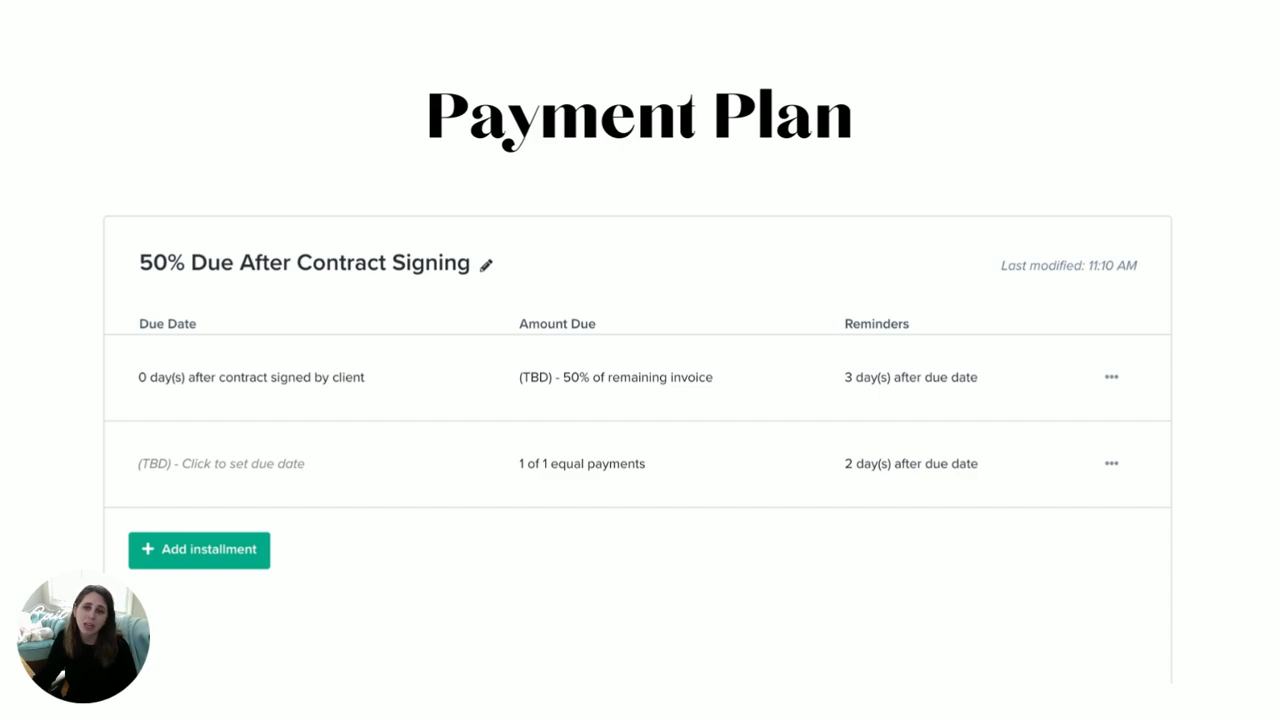 Payment Plan
50% Due After Contract Signing
Last modified: 11:10 AM
Due Date Amount Due Reminders
0 day(s) after contract signed by client (TBD) - 50% of remaining invoice 3 day(s) after due date
(TBD) - Click to set due date 1 of 1 equal payments 2 day(s) after due date
+ Add installment